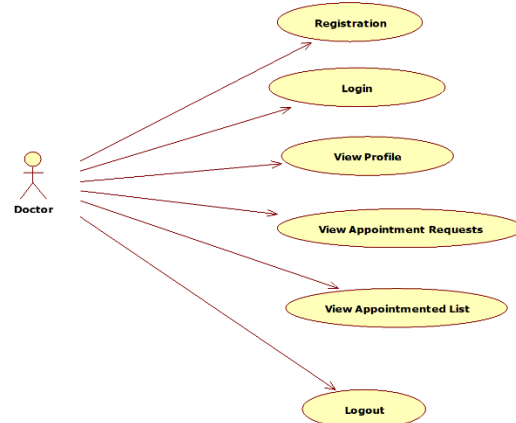 Registration
Login
View Profile
Doctor
View Appointment Requests
View Appointmented List
Logout